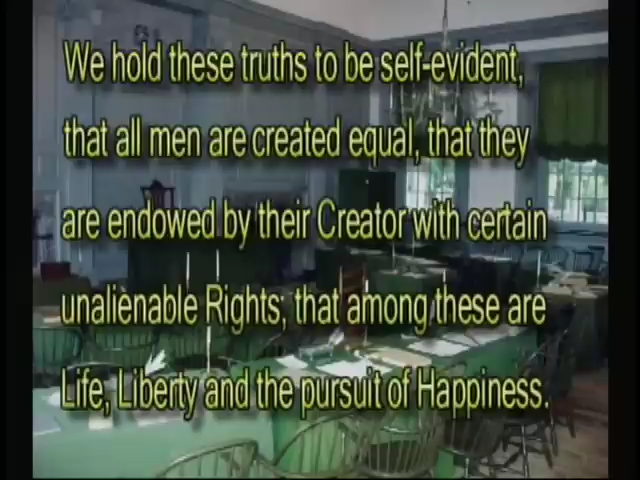 We hold these truths to be self-evident,
that all men are created equal, that they
are endowed by their Creator with certain
unalienable Rights; that among these are
Life, Liberty and the pursuit of Happiness.